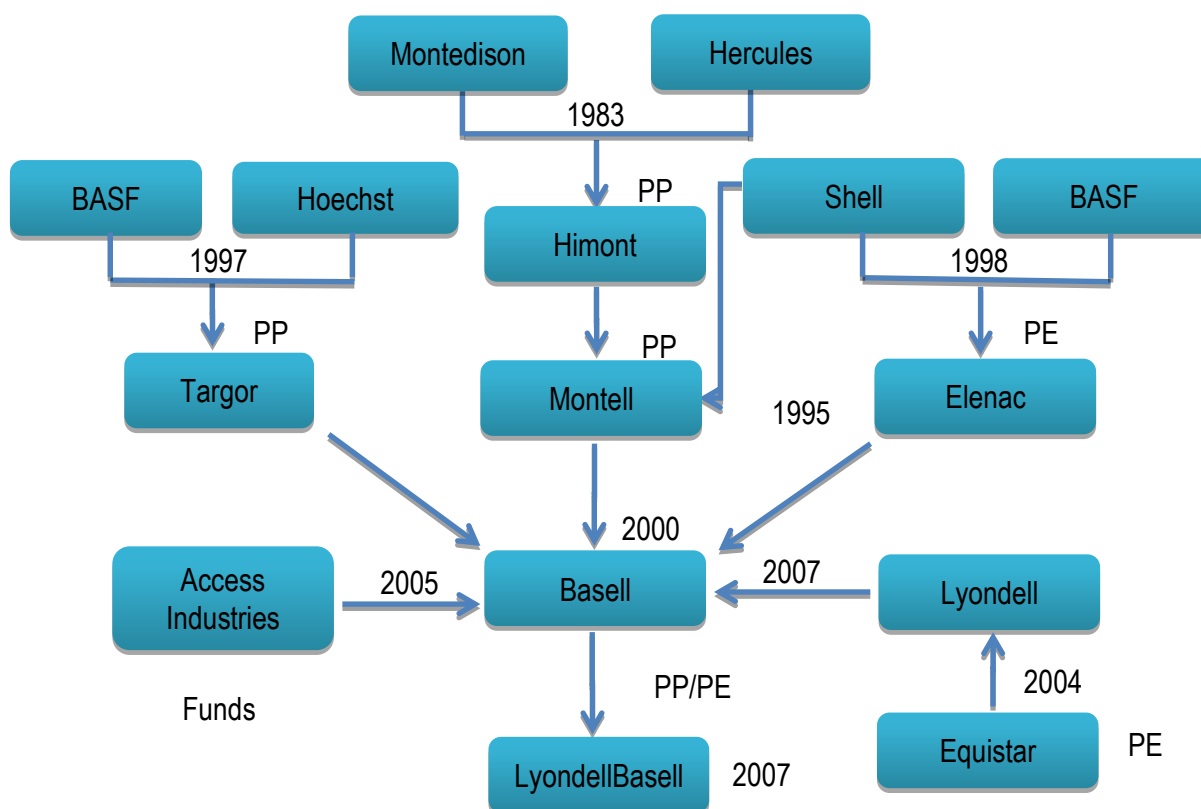 Montedison
Hercules
1983
BASF
Hoechst
PP
Shell
BASF
Himont
1997
1998
PP
PP
PE
Targor
Montell
Elenac
1995
2000
Access
Industries
2005
Basell
2007
Lyondell
Funds
PP/PE
2004
LyondellBasell
2007
Equistar
PE